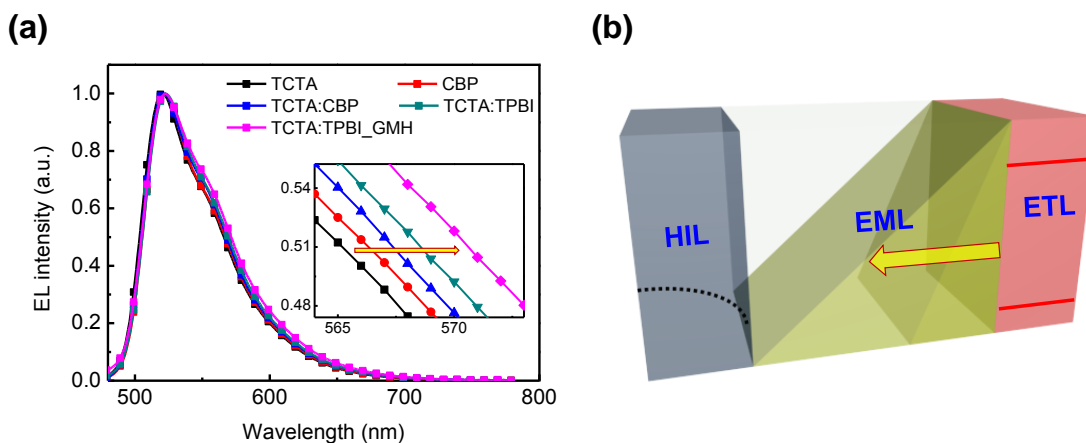 (a)
(b)
TCTA
CBP
TCTA:CBP
TCTA:TPBI
TCTA:TPBI_GMH
EL intensity (a.u.)
1.0
0.8
0.6
0.4
0.2
0.0
0.54
0.51
0.48
565
570
500
600
700
800
Wavelength (nm)
HIL
EML
ETL